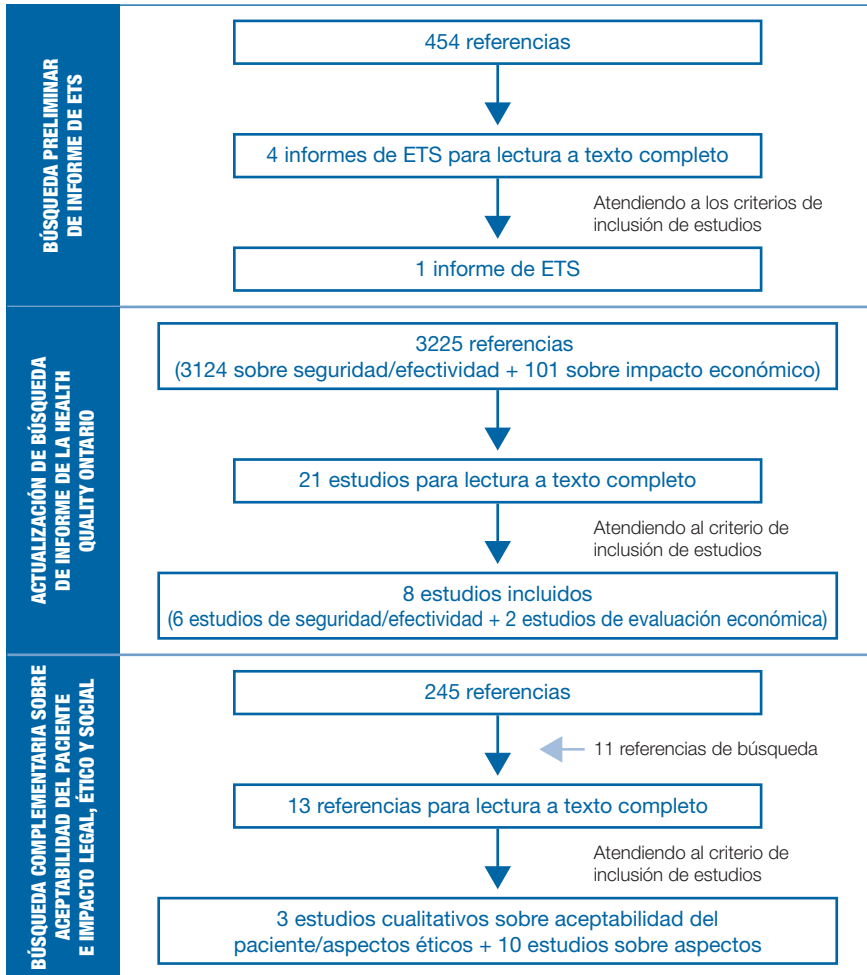 BÚSQUEDA PRELIMINAR
DE INFORME DE ETS
454 referencias
4 informes de ETS para lectura a texto completo
Atendiendo a los criterios de
inclusión de estudios
1 informe de ETS
ACTUALIZACIÓN DE BÚSQUEDA
DE INFORME DE LA HEALTH
QUALITY ONTARIO
3225 referencias
(3124 sobre seguridad/efectividad + 101 sobre impacto económico)
21 estudios para lectura a texto completo
Atendiendo al criterio de
inclusión de estudios
8 estudios incluidos
(6 estudios de seguridad/efectividad + 2 estudios de evaluación económica)
BÚSQUEDA COMPLEMENTARIA SOBRE
ACEPTABILIDAD DEL PACIENTE
E IMPACTO LEGAL, ÉTICO Y SOCIAL
245 referencias
11 referencias de búsqueda
13 referencias para lectura a texto completo
Atendiendo al criterio de
inclusión de estudios
3 estudios cualitativos sobre aceptabilidad del
paciente/aspectos éticos + 10 estudios sobre aspectos